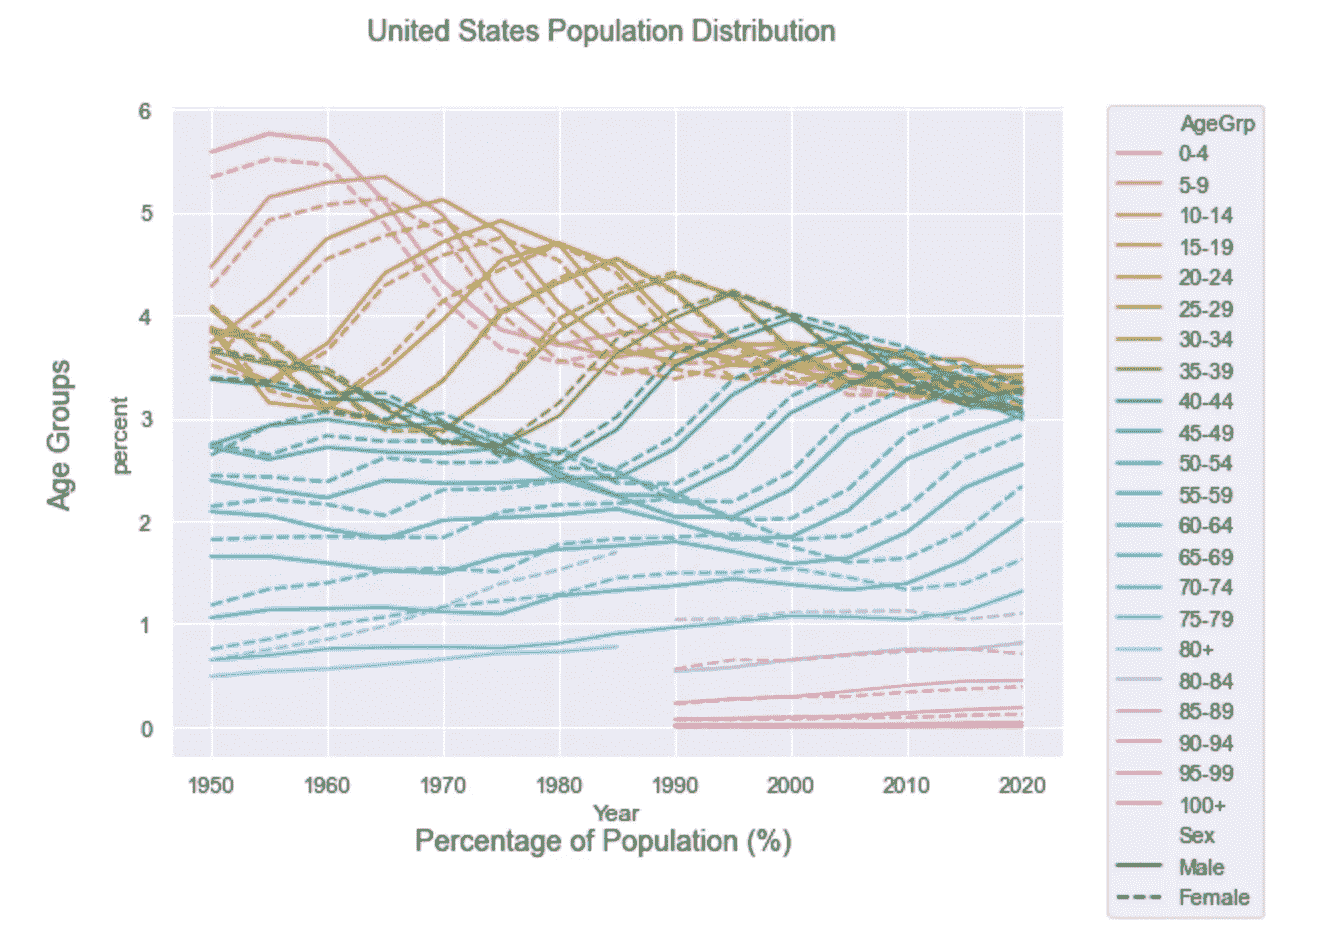 United States Population Distribution
6
5
4
3
2
1
0
Age Groups
percent
1950 1960 1970 1980 1990 2000 2010 2020
Year
Percentage of Population (%)
AgeGrp
0-4
5-9
10-14
15-19
20-24
25-29
30-34
35-39
40-44
45-49
50-54
55-59
60-64
65-69
70-74
75-79
80+
80-84
85-89
90-94
95-99
100+
Sex
Male
Female